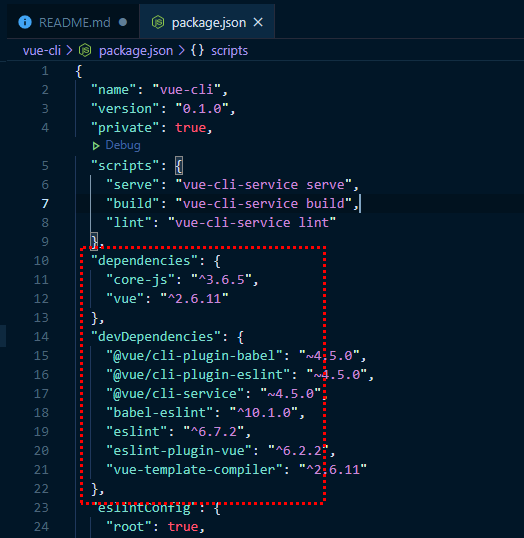 README.md package.json
vue-cli > package.json > {} scripts
1 {
2 "name": "vue-cli",
3 "version": "0.1.0",
4 "private": true,
Debug
5 "scripts": {
6 "serve": "vue-cli-service serve",
7 "build": "vue-cli-service build",
8 "lint": "vue-cli-service lint"
9 },
10 "dependencies": {
11 "core-js": "^3.6.5",
12 "vue": "^2.6.11"
13 },
14 "devDependencies": {
15 "@vue/cli-plugin-babel": "~4.5.0",
16 "@vue/cli-plugin-eslint": "~4.5.0",
17 "@vue/cli-service": "~4.5.0",
18 "babel-eslint": "^10.1.0",
19 "eslint": "^6.7.2",
20 "eslint-plugin-vue": "^6.2.2",
21 "vue-template-compiler": "^2.6.11"
22 },
23 "eslintConfig": {
24 "root": true,